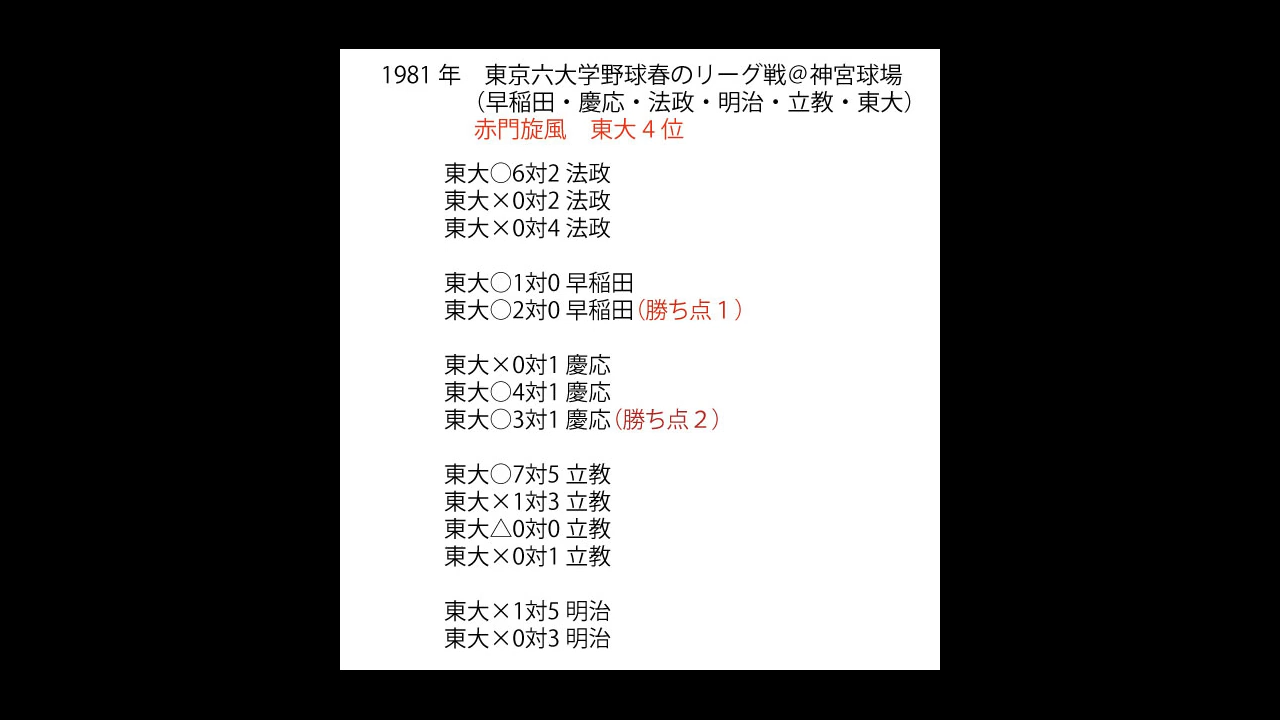 1981 年　東京六大学野球春のリーグ戦＠神宮球場
（早稲田・慶応・法政・明治・立教・東大）
赤門旋風　東大 4 位
東大○6対2 法政
東大×0対2 法政
東大×0対4 法政
東大○1対0 早稲田
東大○2対0 早稲田（勝ち点１）
東大×0対1 慶応
東大○4対1 慶応
東大○3対1 慶応（勝ち点２）
東大○7対5 立教
東大×1対3 立教
東大△0対0 立教
東大×0対1 立教
東大×1対5 明治
東大×0対3 明治